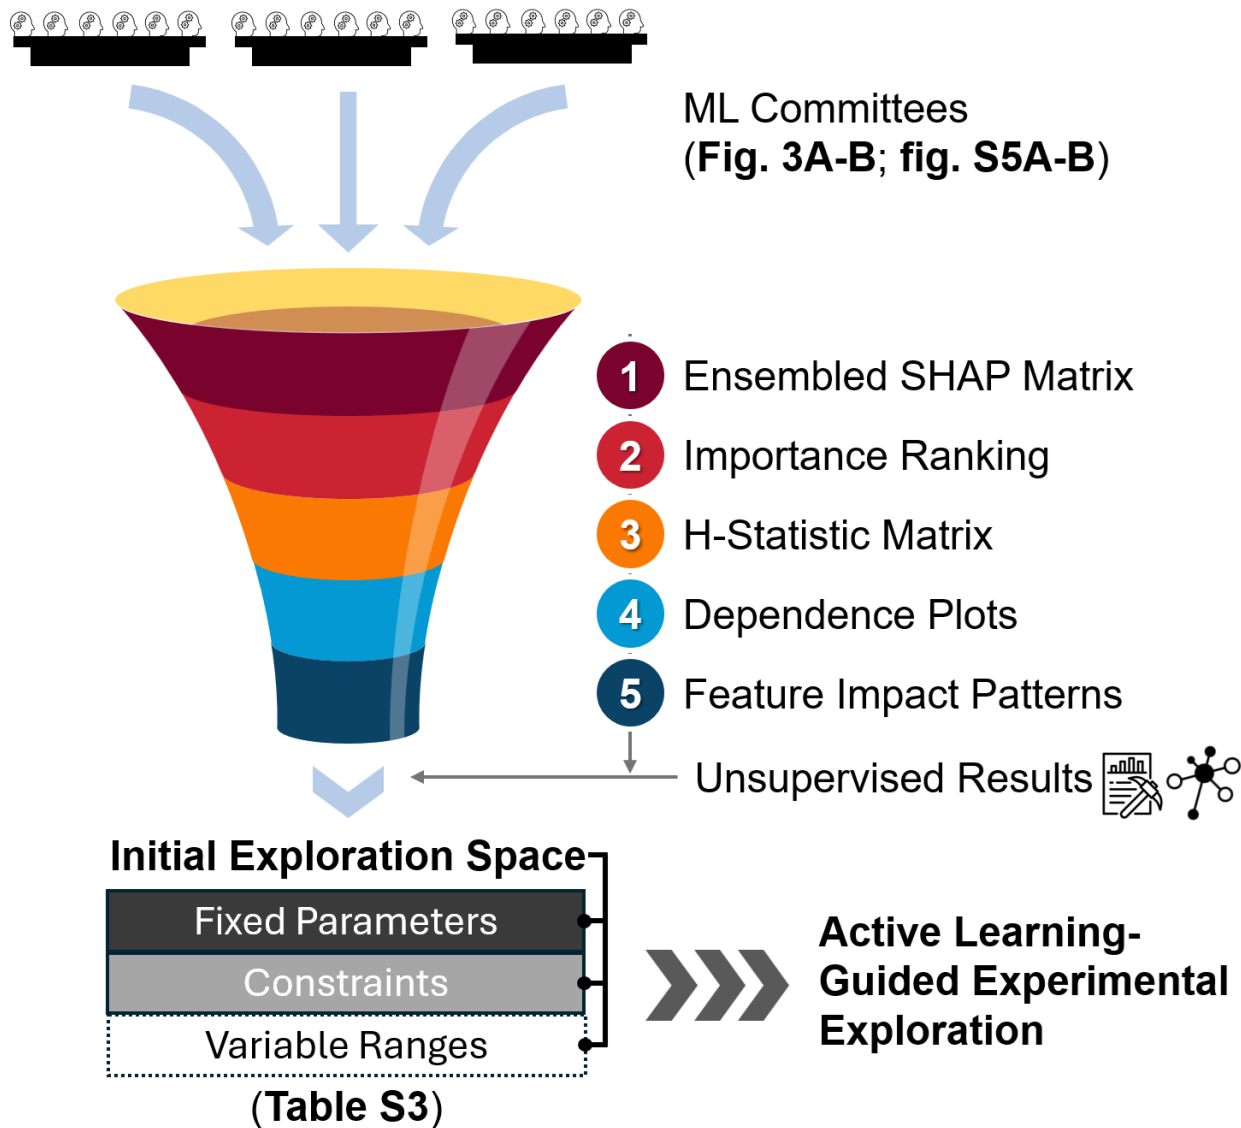 ML Committees
(Fig. 3A-B; fig. S5A-B)
1 Ensembled SHAP Matrix
2 Importance Ranking
3 H-Statistic Matrix
4 Dependence Plots
5 Feature Impact Patterns
Unsupervised Results
Initial Exploration Space
Fixed Parameters
Constraints
Variable Ranges
(Table S3)
Active Learning-
Guided Experimental
Exploration